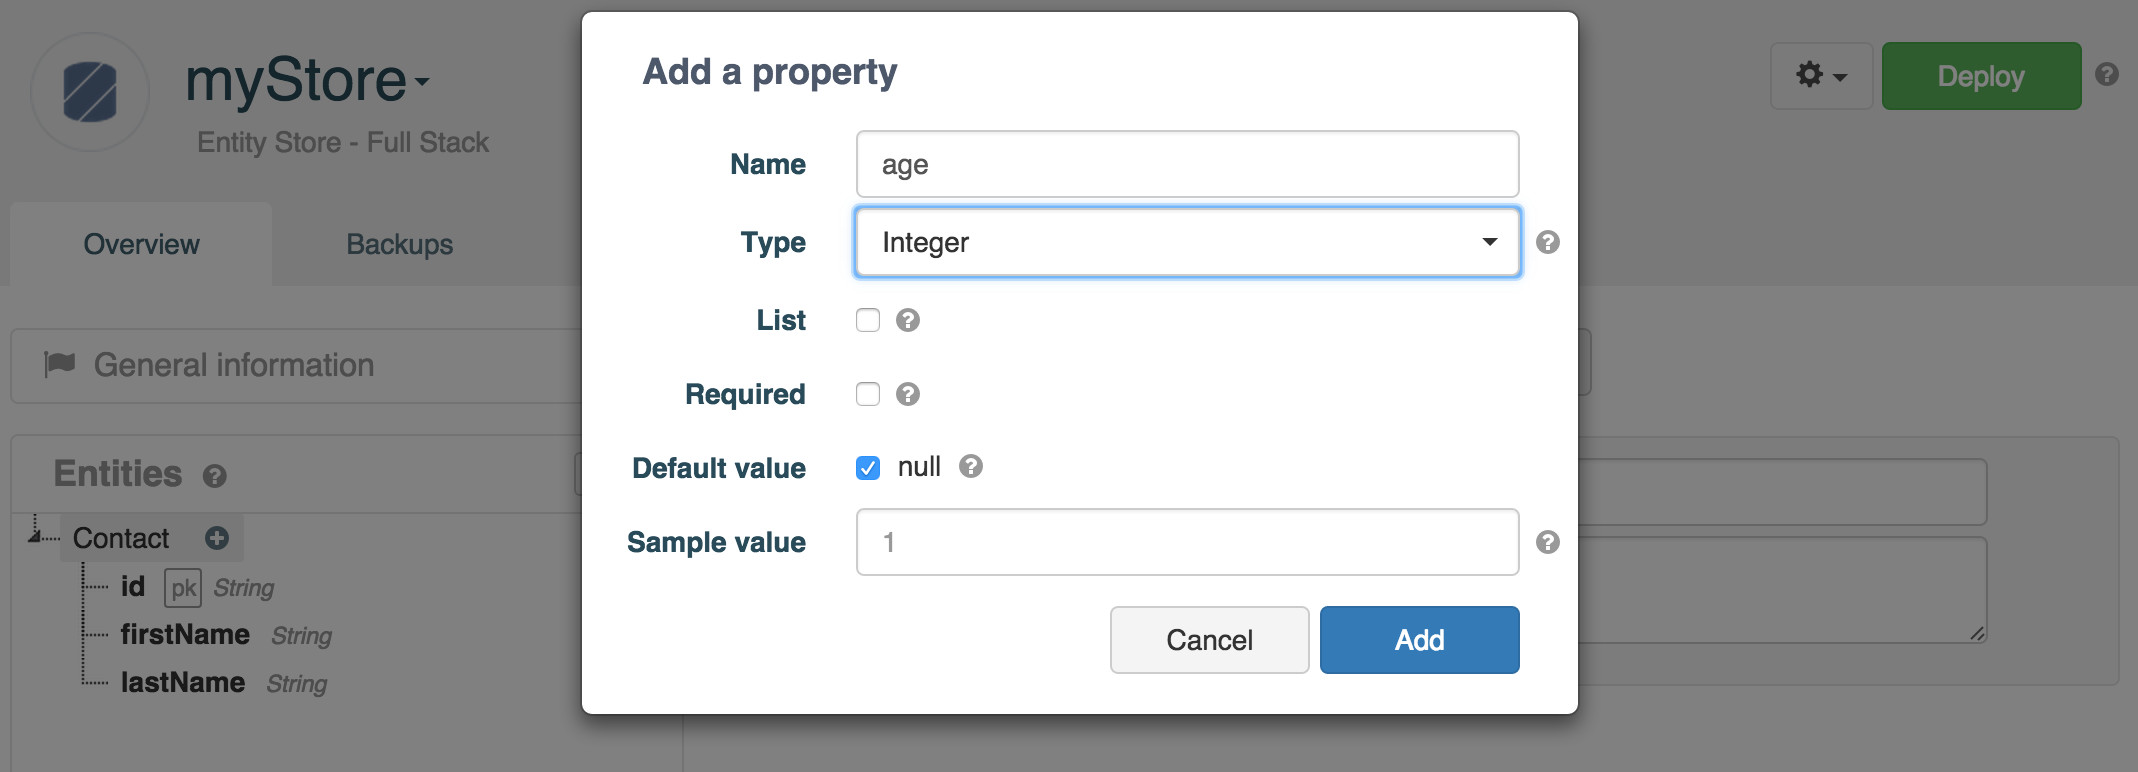 myStore
Entity Store - Full Stack
Deploy
Overview
Backups
General information
Entities
Contact
id pk String
firstName String
lastName String
Add a property
Name age
Type Integer
List
Required
Default value null
Sample value 1
Cancel Add